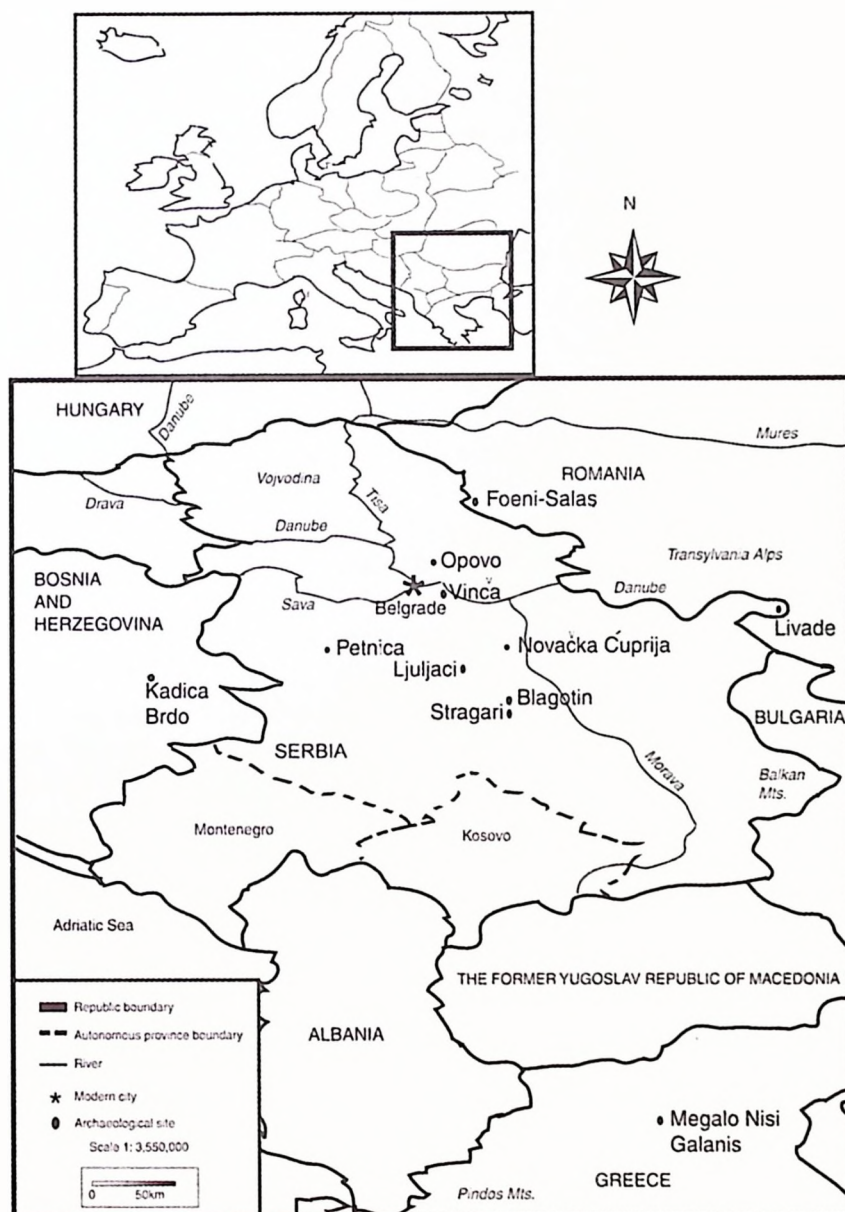 N
HUNGARY
Danube
Mures
Vojvodina
Tisa
ROMANIA
Drava
Foeni-Salas
Danube
Opovo
Transylvania Alps
BOSNIA
AND
HERZEGOVINA
Sava
Belgrade
Vinča
Danube
Livade
Petnica
Novačka Ćuprija
Ljuljaci
Kadica
Brdo
Blagotin
Stragari
BULGARIA
SERBIA
Morava
Balkan
Mts.
Montenegro
Kosovo
Adriatic Sea
THE FORMER YUGOSLAV REPUBLIC OF MACEDONIA
ALBANIA
Republic boundary
Autonomous province boundary
River
Modern city
Archaeological site
Scale 1: 3,550,000
0 50km
Megalo Nisi
Galanis
GREECE
Pindos Mts.